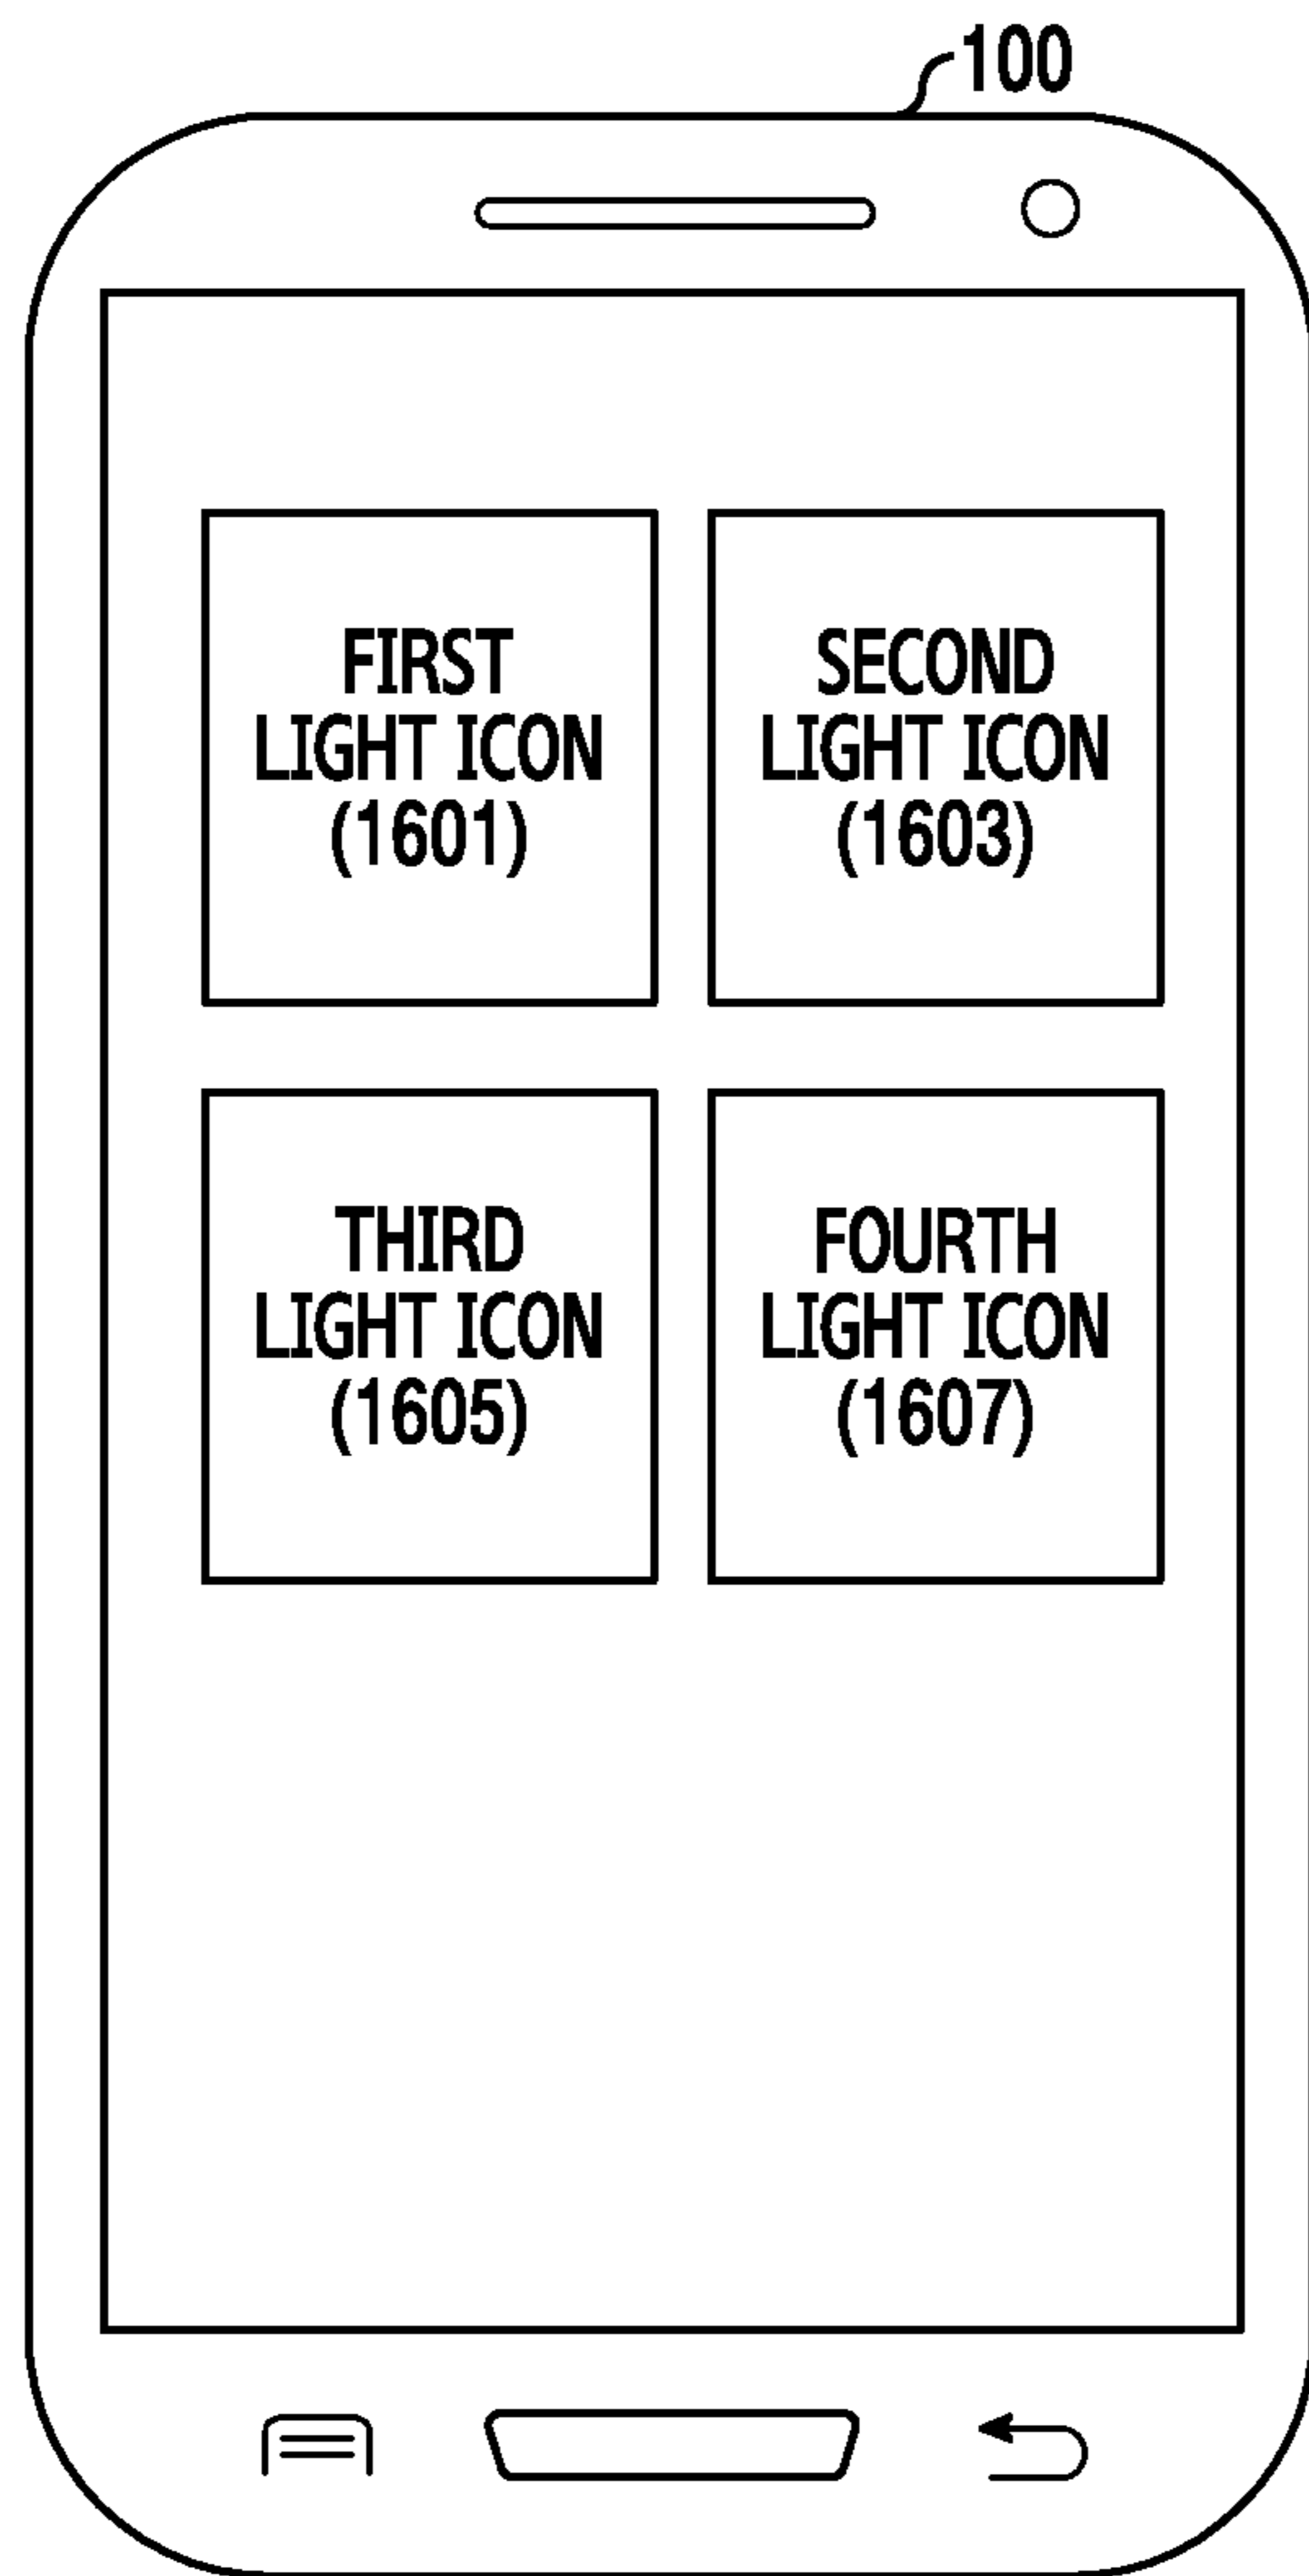 100
FIRST
LIGHT ICON
(1601)
SECOND
LIGHT ICON
(1603)
THIRD
LIGHT ICON
(1605)
FOURTH
LIGHT ICON
(1607)